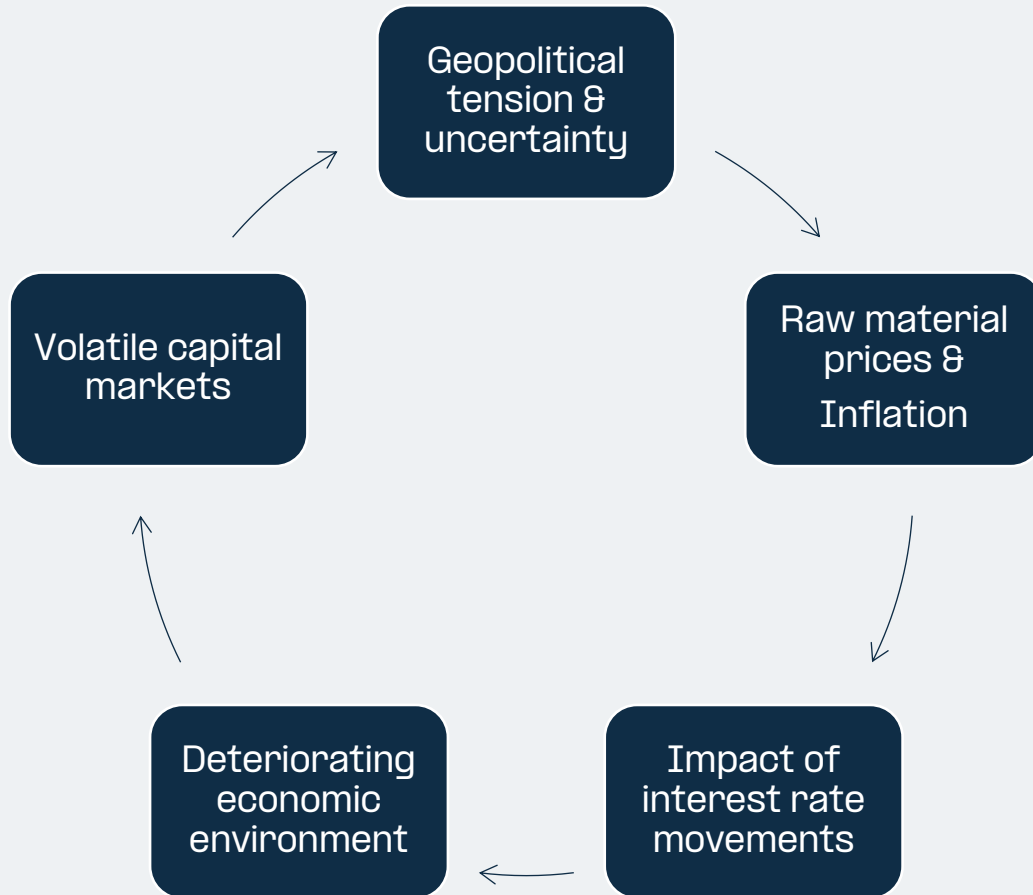 Geopolitical
tension &
uncertainty
Raw material
prices &
Inflation
Impact of
interest rate
movements
Deteriorating
economic
environment
Volatile capital
markets